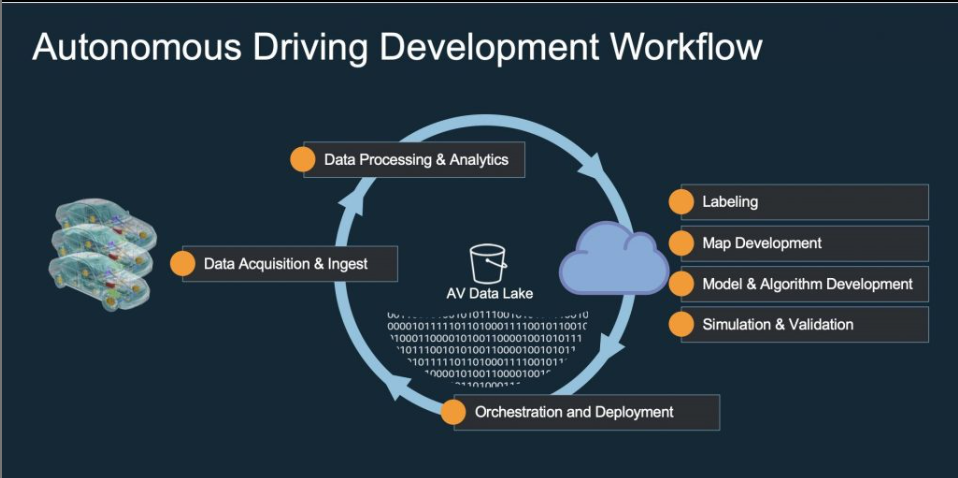 Autonomous Driving Development Workflow
Data Processing & Analytics
Labeling
Map Development
Data Acquisition & Ingest
Model & Algorithm Development
AV Data Lake
Simulation & Validation
Orchestration and Deployment